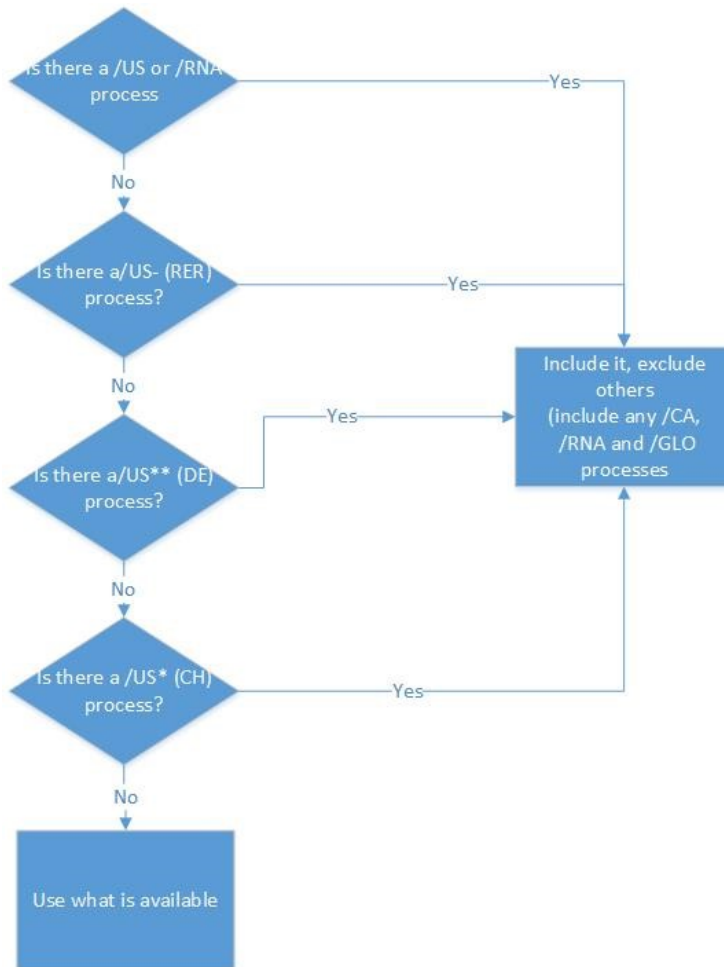 Is there a /US or /RNA
process
Yes
No
Is there a/US- (RER)
process?
Yes
No
Include it, exclude
others
(include any /CA,
/RNA and /GLO
processes
Yes
Is there a/US** (DE)
process?
No
Is there a /US* (CH)
process?
Yes
No
Use what is available